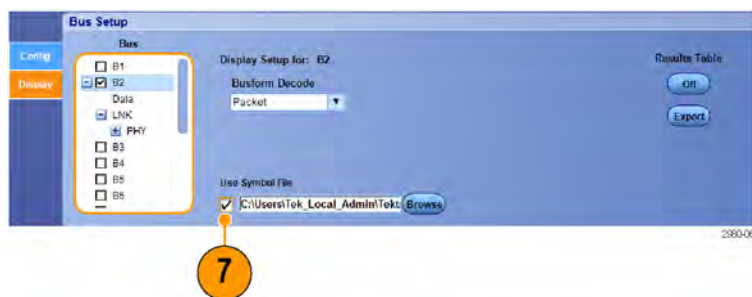 Bus Setup
Bus
Config
Display
B1
B2
Data
LNK
PHY
B3
B4
B5
B6
Display Setup for: B2
Busform Decode
Packet
Use Symbol File
C:\Users\Tek_Local_Admin\Tekt
Browse
Results Table
Off
Export
7
2980-06